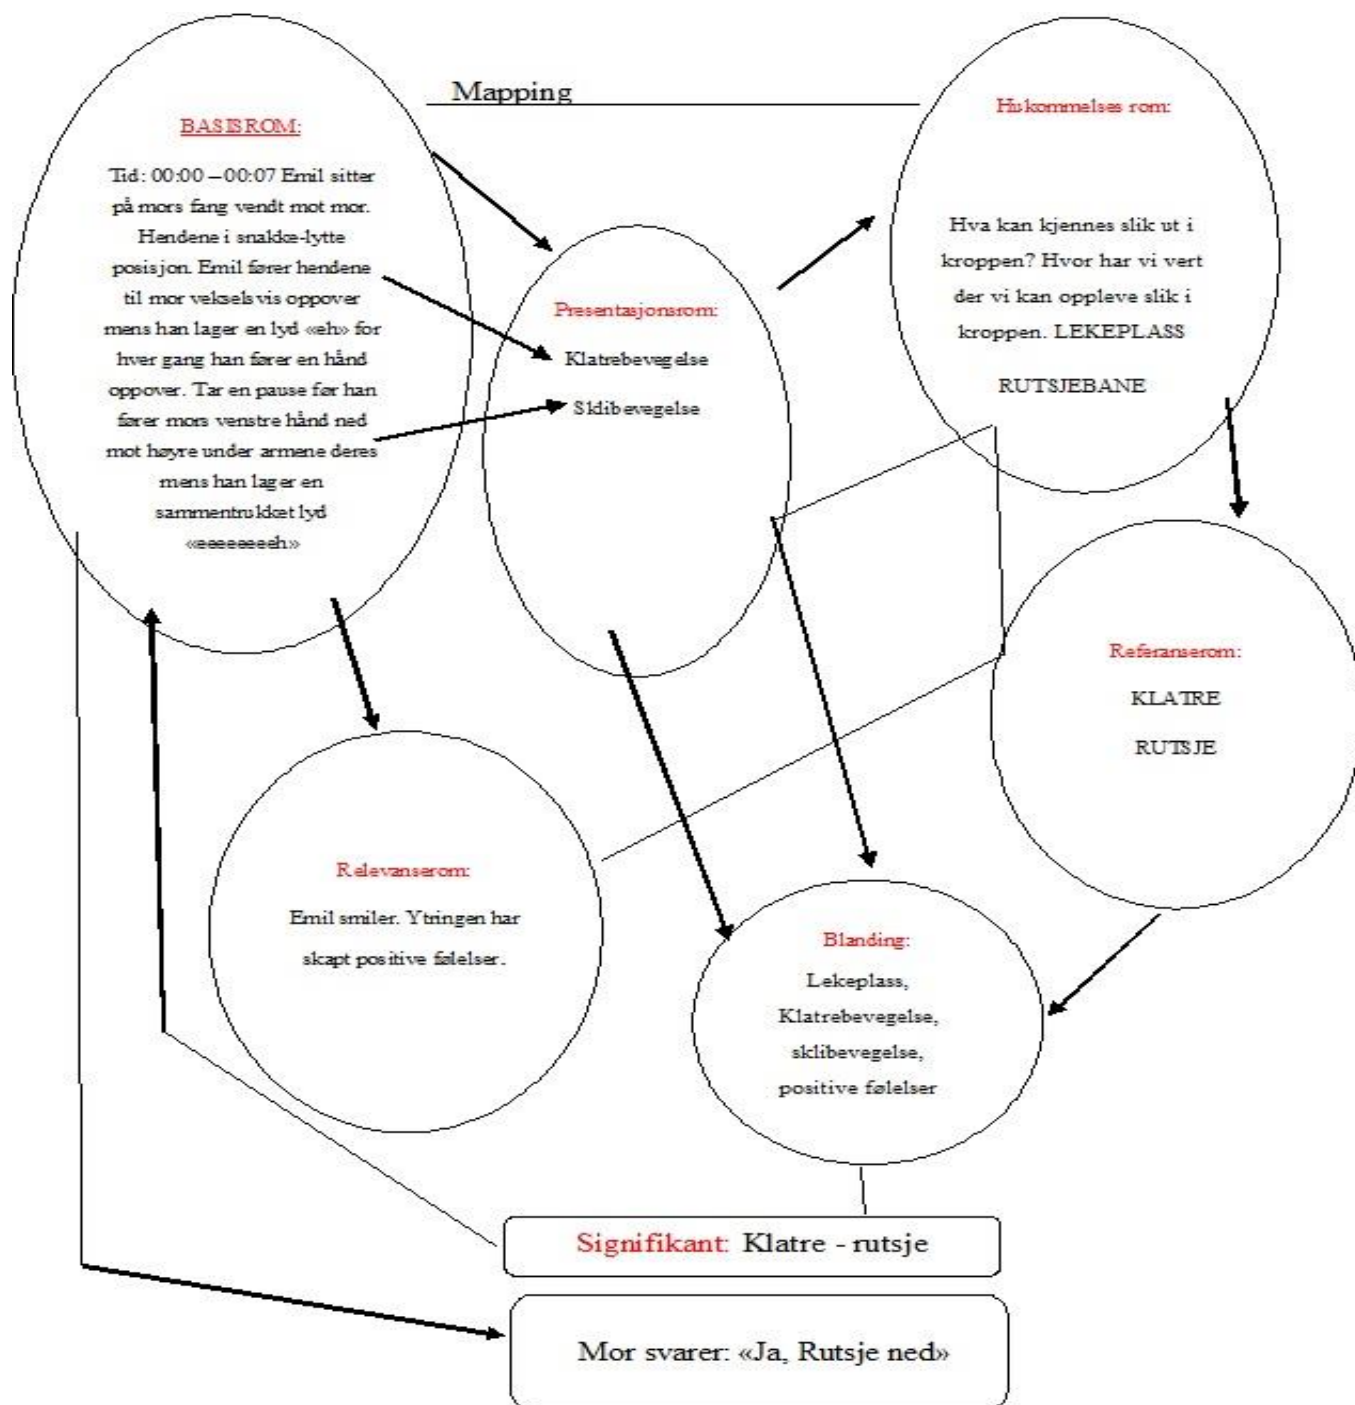 Mapping
BASISROM:
Tid: 00:00 – 00:07 Emil sitter
på mors fang vendt mot mor.
Hendene i snakke-lytte
posisjon. Emil fører hendene
til mor vekselsvis oppover
mens han lager en lyd «eh» for
hver gang han fører en hånd
oppover. Tar en pause før han
fører mors venstre hånd ned
mot høyre under armene deres
mens han lager en
sammentrukket lyd
«eeeeeeeeh»
Presentasjonsrom:
Klatrebevegelse
Sklibevegelse
Hukommelses rom:
Hva kan kjennes slik ut i
kroppen? Hvor har vi vert
der vi kan oppleve slik i
kroppen. LEKEPLASS
RUTSJEBANE
Referanserom:
KLATRE
RUTSJE
Relevanserom:
Emil smiler. Ytringen har
skapt positive følelser.
Blanding:
Lekeplass,
Klatrebevegelse,
sklibevegelse,
positive følelser
Signifikant: Klatre - rutsje
Mor svarer: «Ja, Rutsje ned»